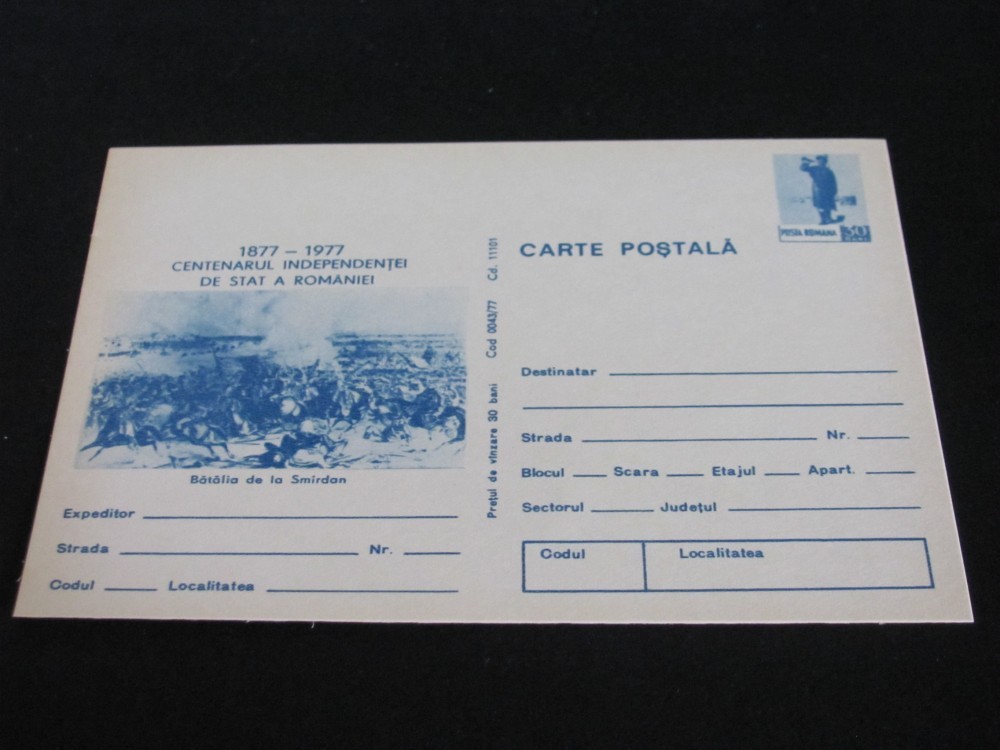 1877 – 1977
CENTENARUL INDEPENDENȚEI
DE STAT A ROMÂNIEI
Bătălia de la Smîrdan
Expeditor
Strada Nr.
Codul Localitatea
Prețul de vînzare 30 bani Cod 0043/77 Cd. 11101
POSTA ROMANA 30
BANI
CARTE POȘTALĂ
Destinatar
Strada Nr.
Blocul Scara Etajul Apart.
Sectorul Județul
Codul Localitatea